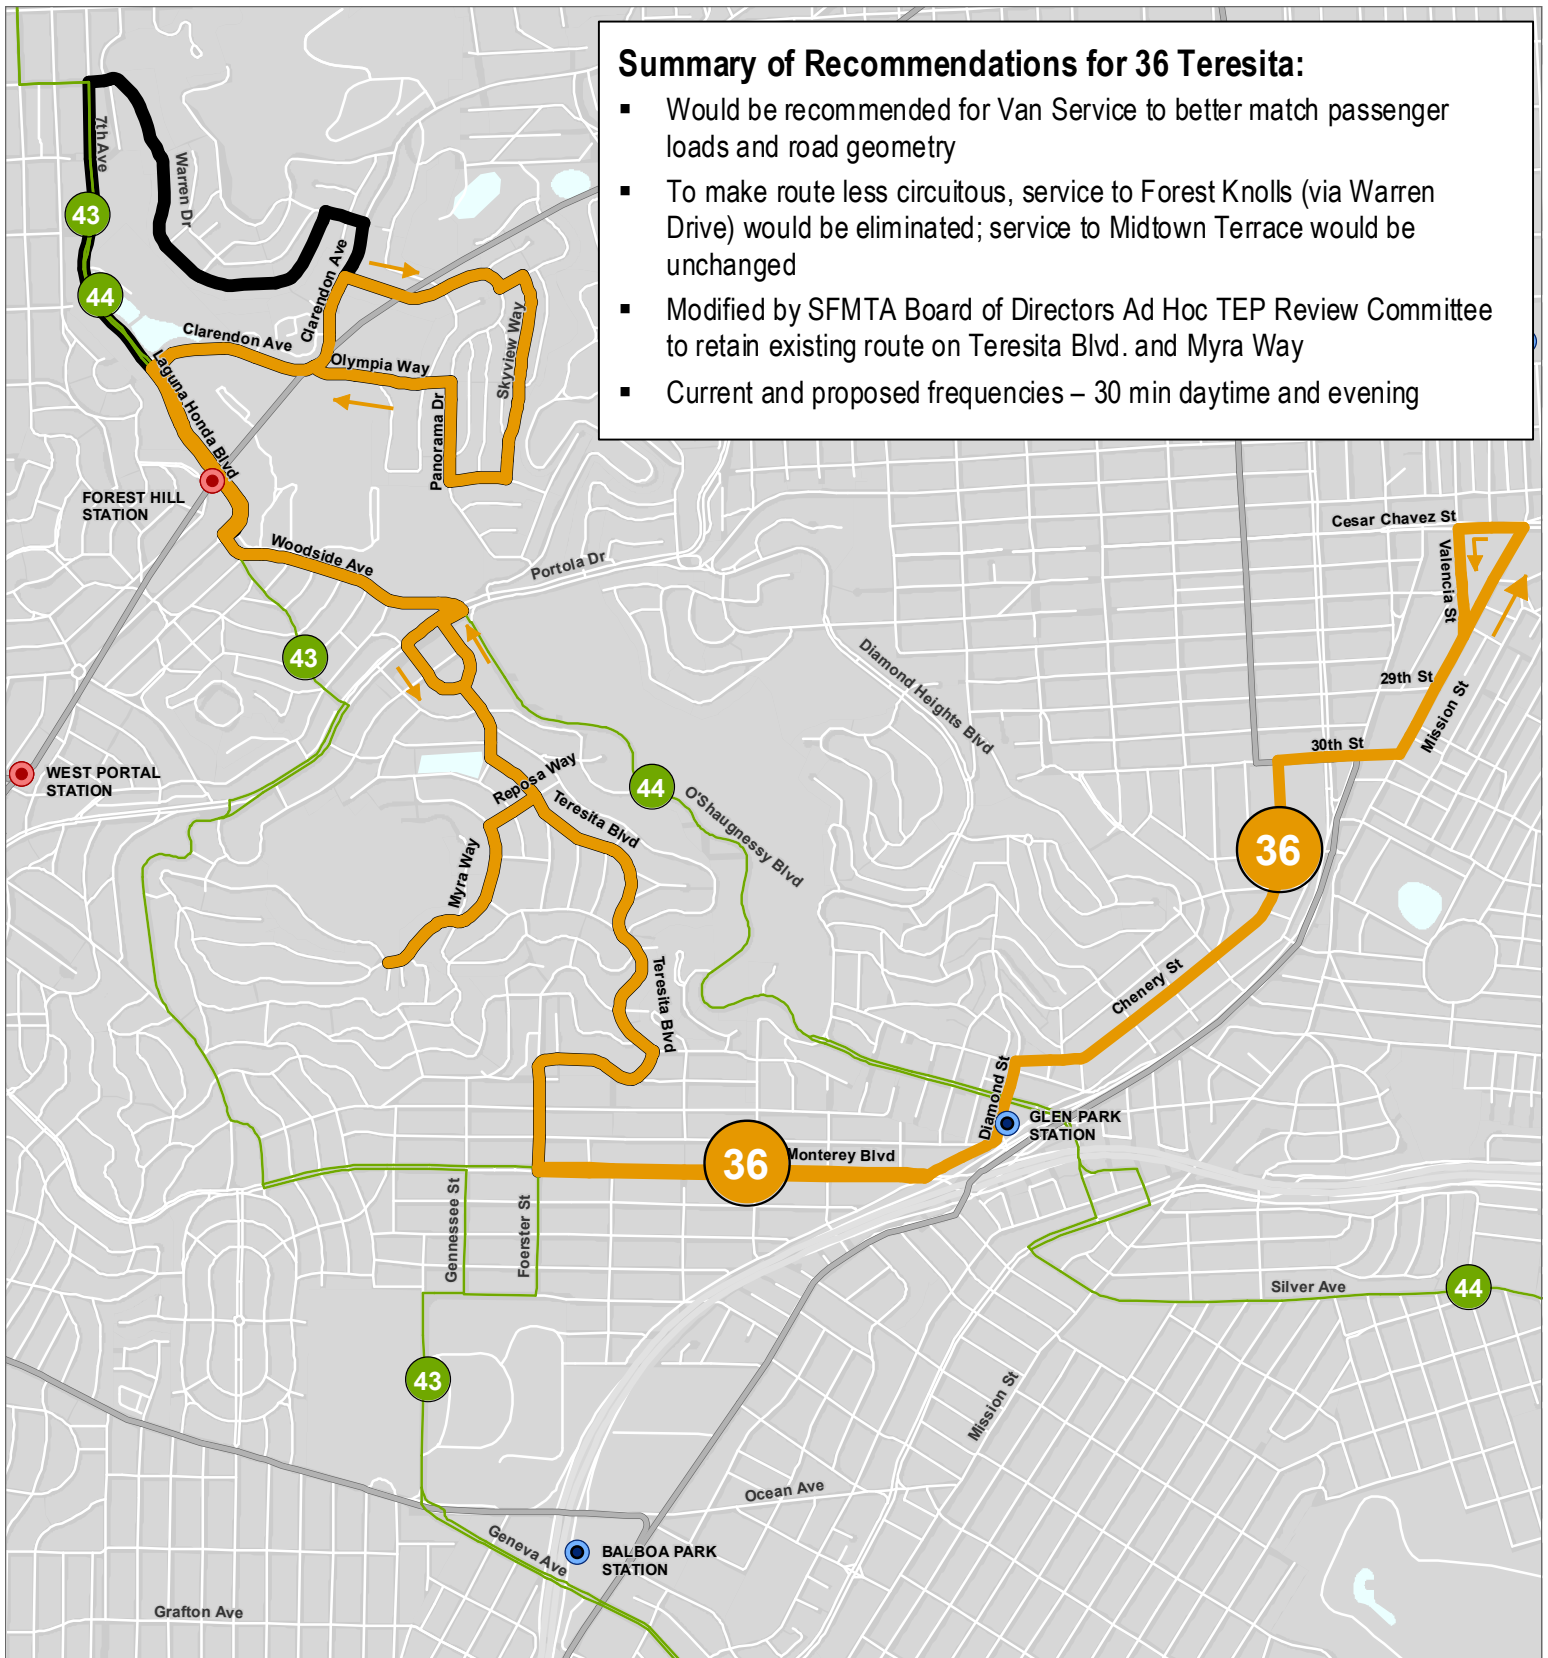 Summary of Recommendations for 36 Teresita:
▪ Would be recommended for Van Service to better match passenger
loads and road geometry
▪ To make route less circuitous, service to Forest Knolls (via Warren
Drive) would be eliminated; service to Midtown Terrace would be
unchanged
▪ Modified by SFMTA Board of Directors Ad Hoc TEP Review Committee
to retain existing route on Teresita Blvd. and Myra Way
▪ Current and proposed frequencies – 30 min daytime and evening
7th Ave
Warren Dr
43
44
Clarendon Ave
Clarendon Ave
Olympia Way
Skyview Way
Panorama Dr
Laguna Honda Blvd
FOREST HILL
STATION
Woodside Ave
Portola Dr
Cesar Chavez St
Valencia St
43
Diamond Heights Blvd
29th St
Mission St
30th St
WEST PORTAL
STATION
Reposa Way
Teresita Blvd
44
O'Shaugnessy Blvd
36
Myra Way
Teresita Blvd
Chenery St
Diamond St
GLEN PARK
STATION
36
Monterey Blvd
Gennessee St
Foerster St
Silver Ave
44
43
Mission St
Ocean Ave
Geneva Ave
BALBOA PARK
STATION
Grafton Ave